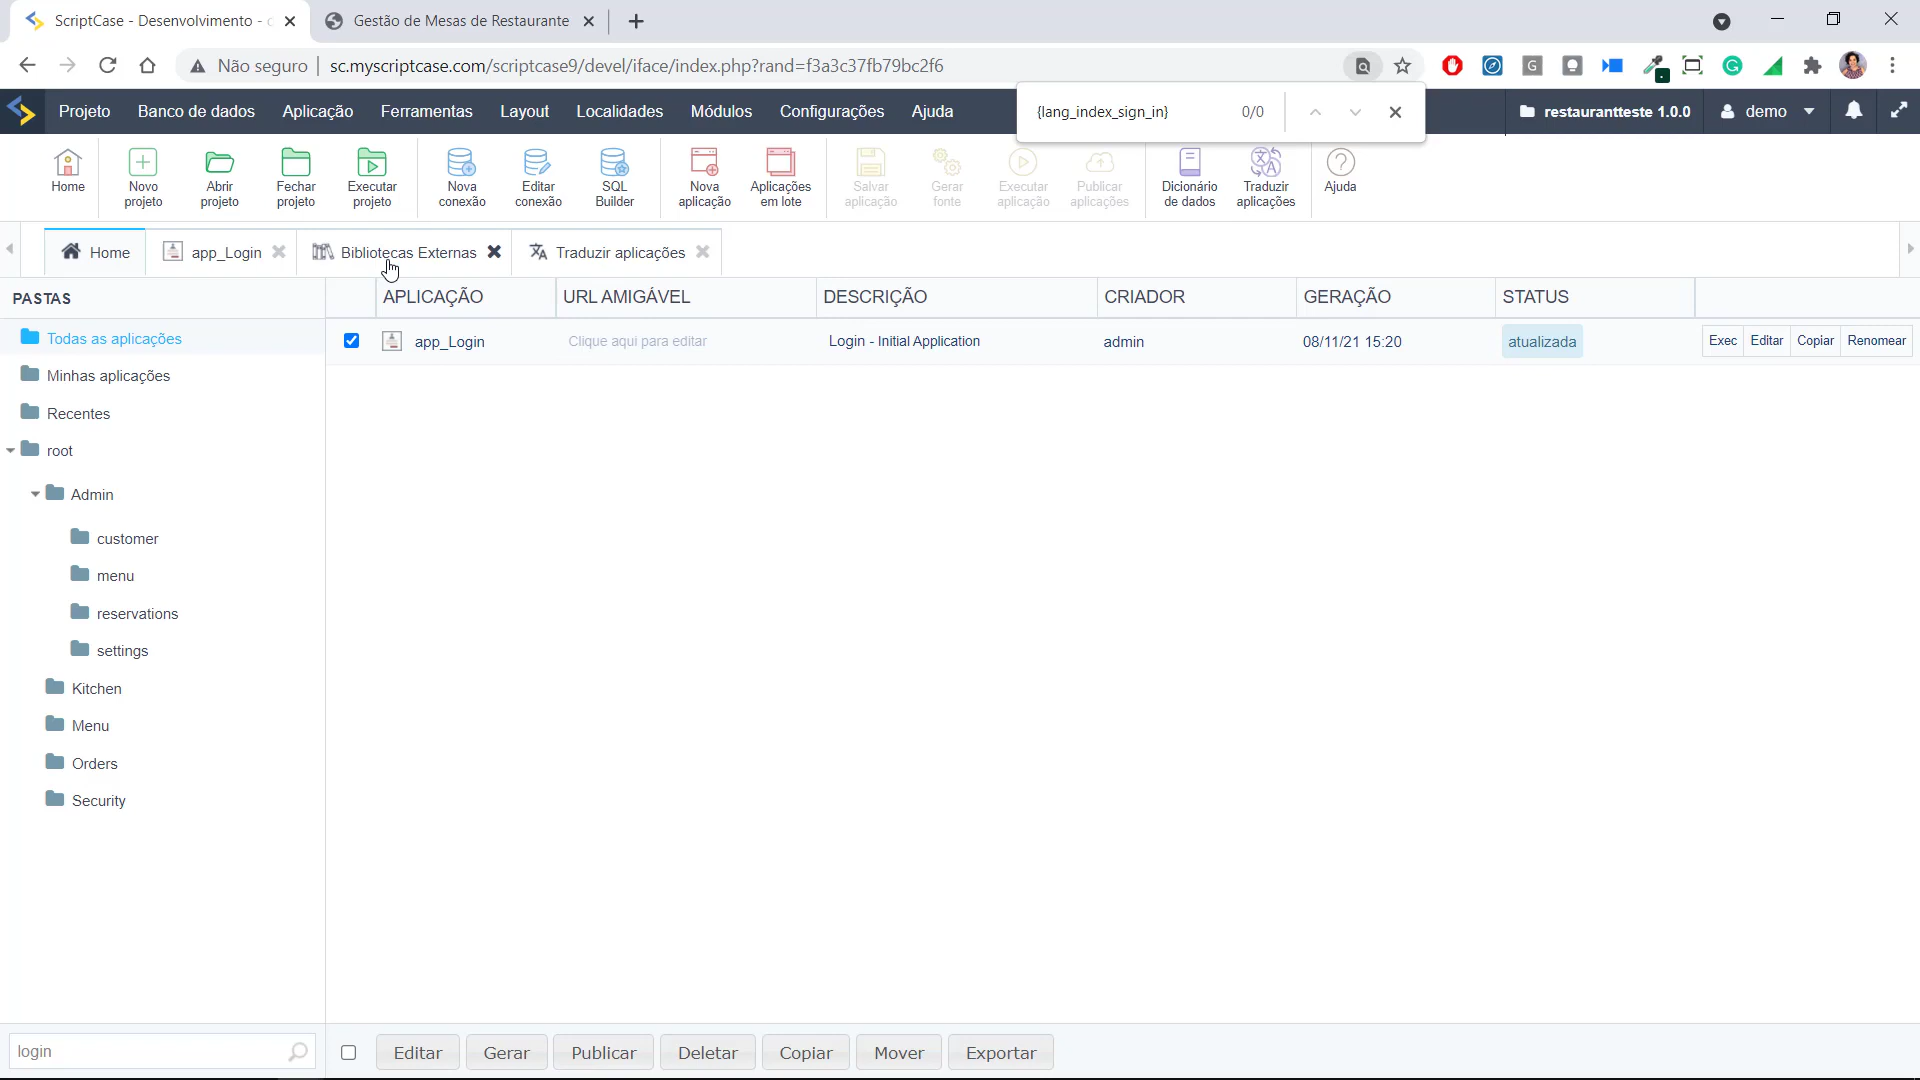 ScriptCase - Desenvolvimento -
Gestão de Mesas de Restaurante
Não seguro
sc.myscriptcase.com/scriptcase9/devel/iface/index.php?rand=f3a3c37fb79bc2f6
Projeto Banco de dados Aplicação Ferramentas Layout Localidades Módulos Configurações Ajuda
{lang_index_sign_in} 0/0
restaurantteste 1.0.0
demo
Home
Novo projeto
Abrir projeto
Fechar projeto
Executar projeto
Nova conexão
Editar conexão
SQL Builder
Nova aplicação
Aplicações em lote
Salvar aplicação
Gerar fonte
Executar aplicação
Publicar aplicações
Dicionário de dados
Traduzir aplicações
Ajuda
Home
app_Login
Bibliotecas Externas
Traduzir aplicações
PASTAS
Todas as aplicações
Minhas aplicações
Recentes
root
Admin
customer
menu
reservations
settings
Kitchen
Menu
Orders
Security
APLICAÇÃO URL AMIGÁVEL DESCRIÇÃO CRIADOR GERAÇÃO STATUS
app_Login Clique aqui para editar Login - Initial Application admin 08/11/21 15:20 atualizada Exec Editar Copiar Renomear
login
Editar Gerar Publicar Deletar Copiar Mover Exportar